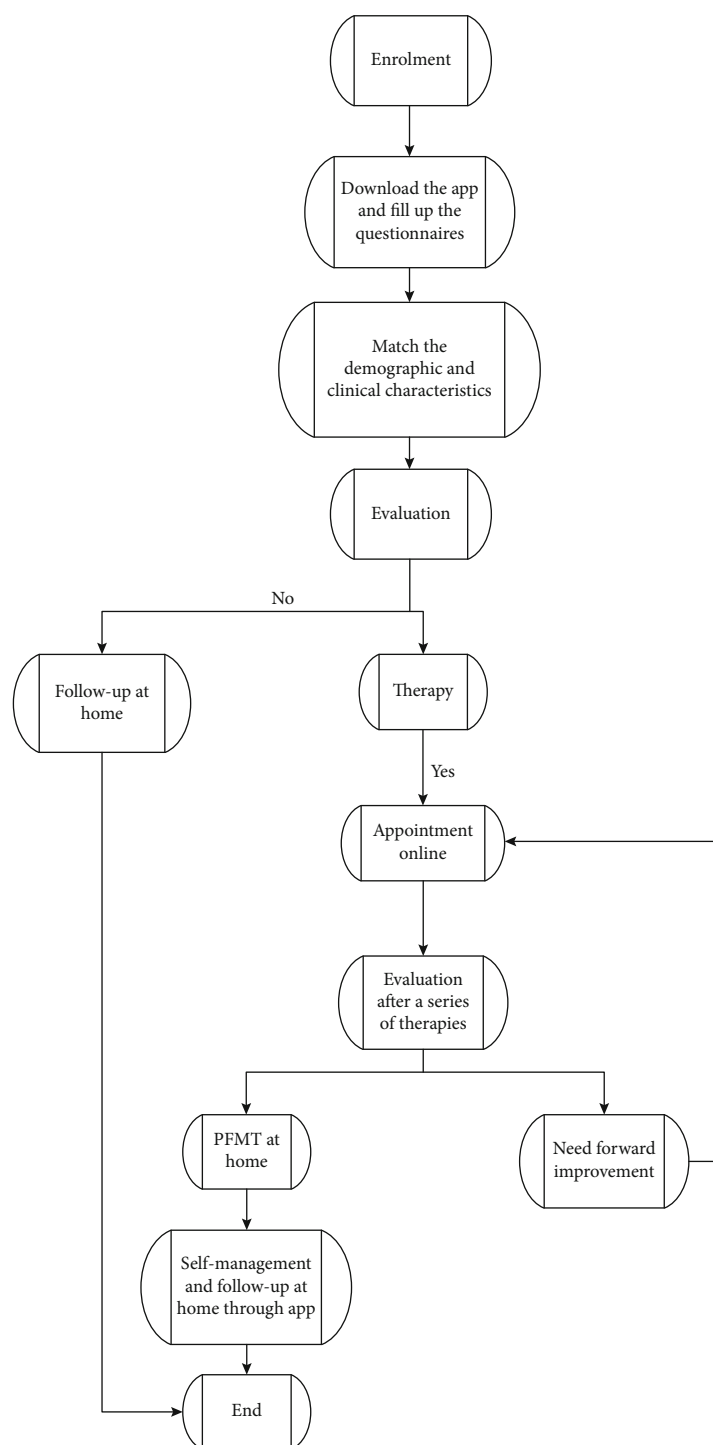 Enrolment
Download the app
and fill up the
questionnaires
Match the
demographic and
clinical characteristics
Evaluation
No
Follow-up at
home
Therapy
Yes
Appointment
online
Evaluation
after a series
of therapies
PFMT at
home
Need forward
improvement
Self-management
and follow-up at
home through app
End